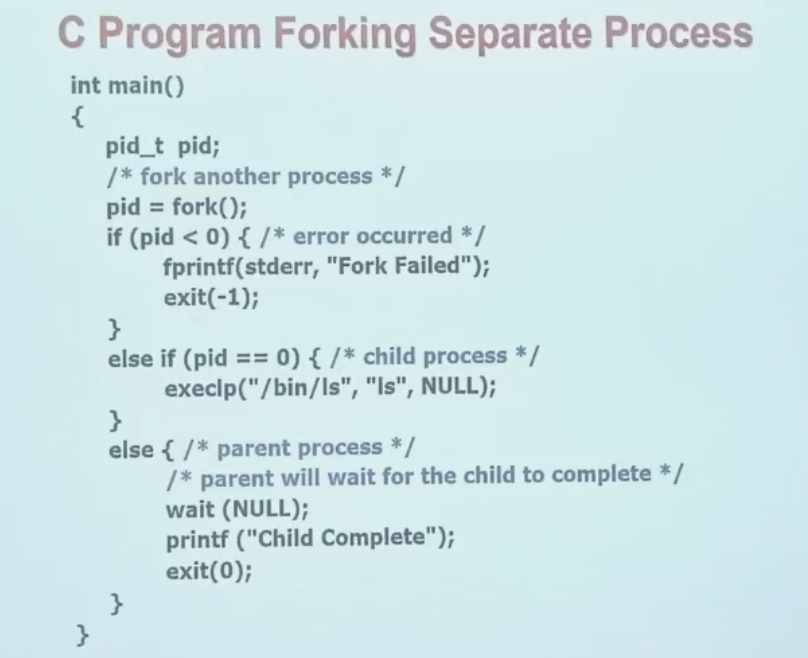 C Program Forking Separate Process
int main()
{
pid_t pid;
/* fork another process */
pid = fork();
if (pid < 0) { /* error occurred */
fprintf(stderr, "Fork Failed");
exit(-1);
}
else if (pid == 0) { /* child process */
execlp("/bin/ls", "ls", NULL);
}
else { /* parent process */
/* parent will wait for the child to complete */
wait (NULL);
printf ("Child Complete");
exit(0);
}
}